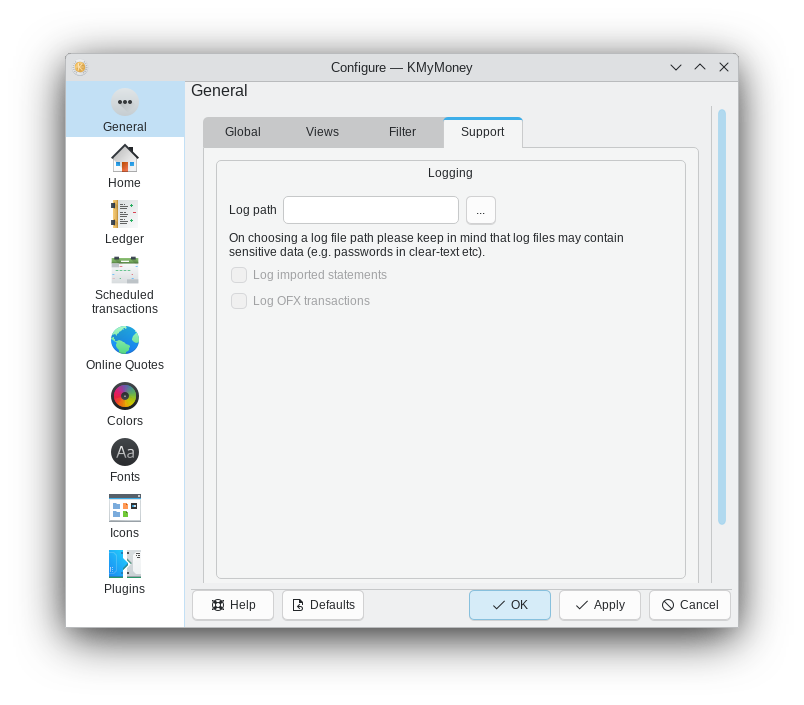 Configure — KMyMoney
General
Home
Ledger
Scheduled
transactions
Online Quotes
Colors
Aa
Fonts
Icons
Plugins
General
Global
Views
Filter
Support
Logging
Log path
...
On choosing a log file path please keep in mind that log files may contain
sensitive data (e.g. passwords in clear-text etc).
Log imported statements
Log OFX transactions
Help
Defaults
OK
Apply
Cancel